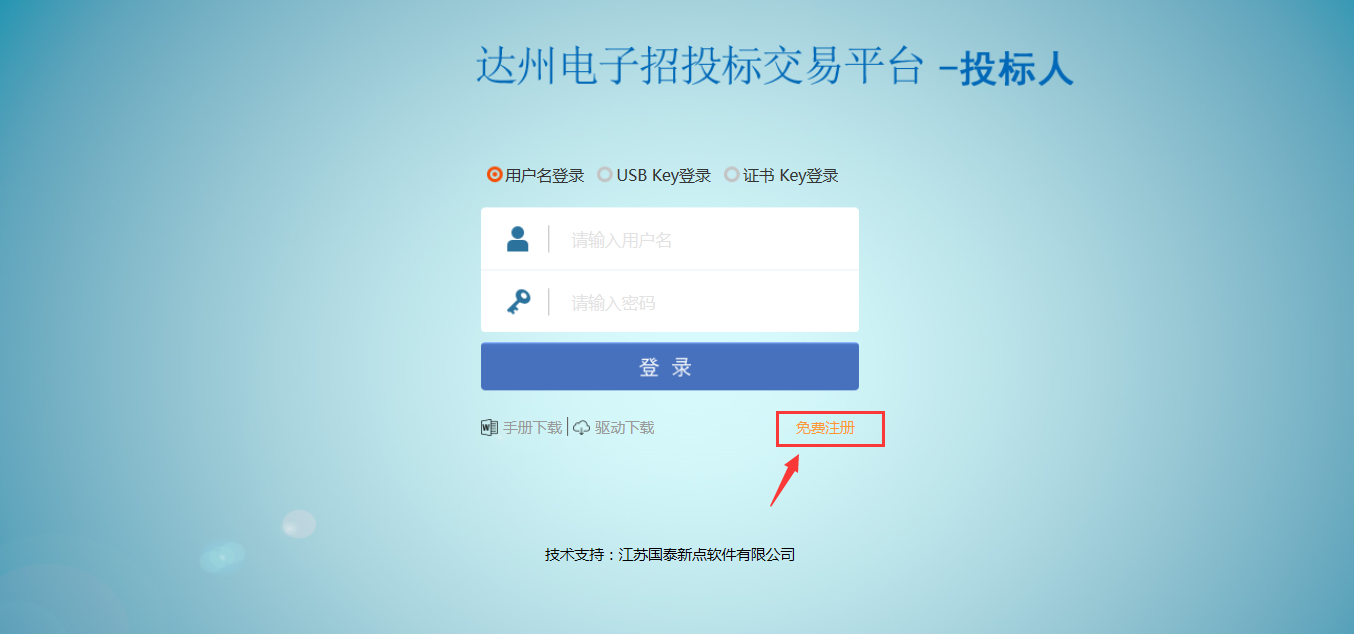 达州电子招投标交易平台 -投标人
用户名登录 USB Key登录 证书 Key登录
请输入用户名
请输入密码
登 录
手册下载 驱动下载 免费注册
技术支持：江苏国泰新点软件有限公司